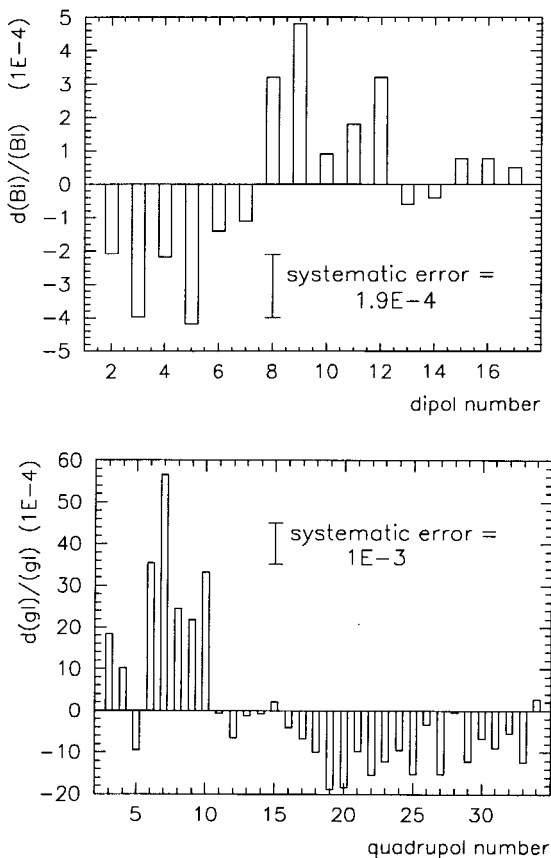 d(Bl)/(Bl) (1E-4)
5
4
3
2
1
0
-1
-2
-3
-4
-5
systematic error =
1.9E-4
2 4 6 8 10 12 14 16
dipol number
d(gl)/(gl) (1E-4)
60
50
40
30
20
10
0
-10
-20
systematic error =
1E-3
5 10 15 20 25 30
quadrupol number